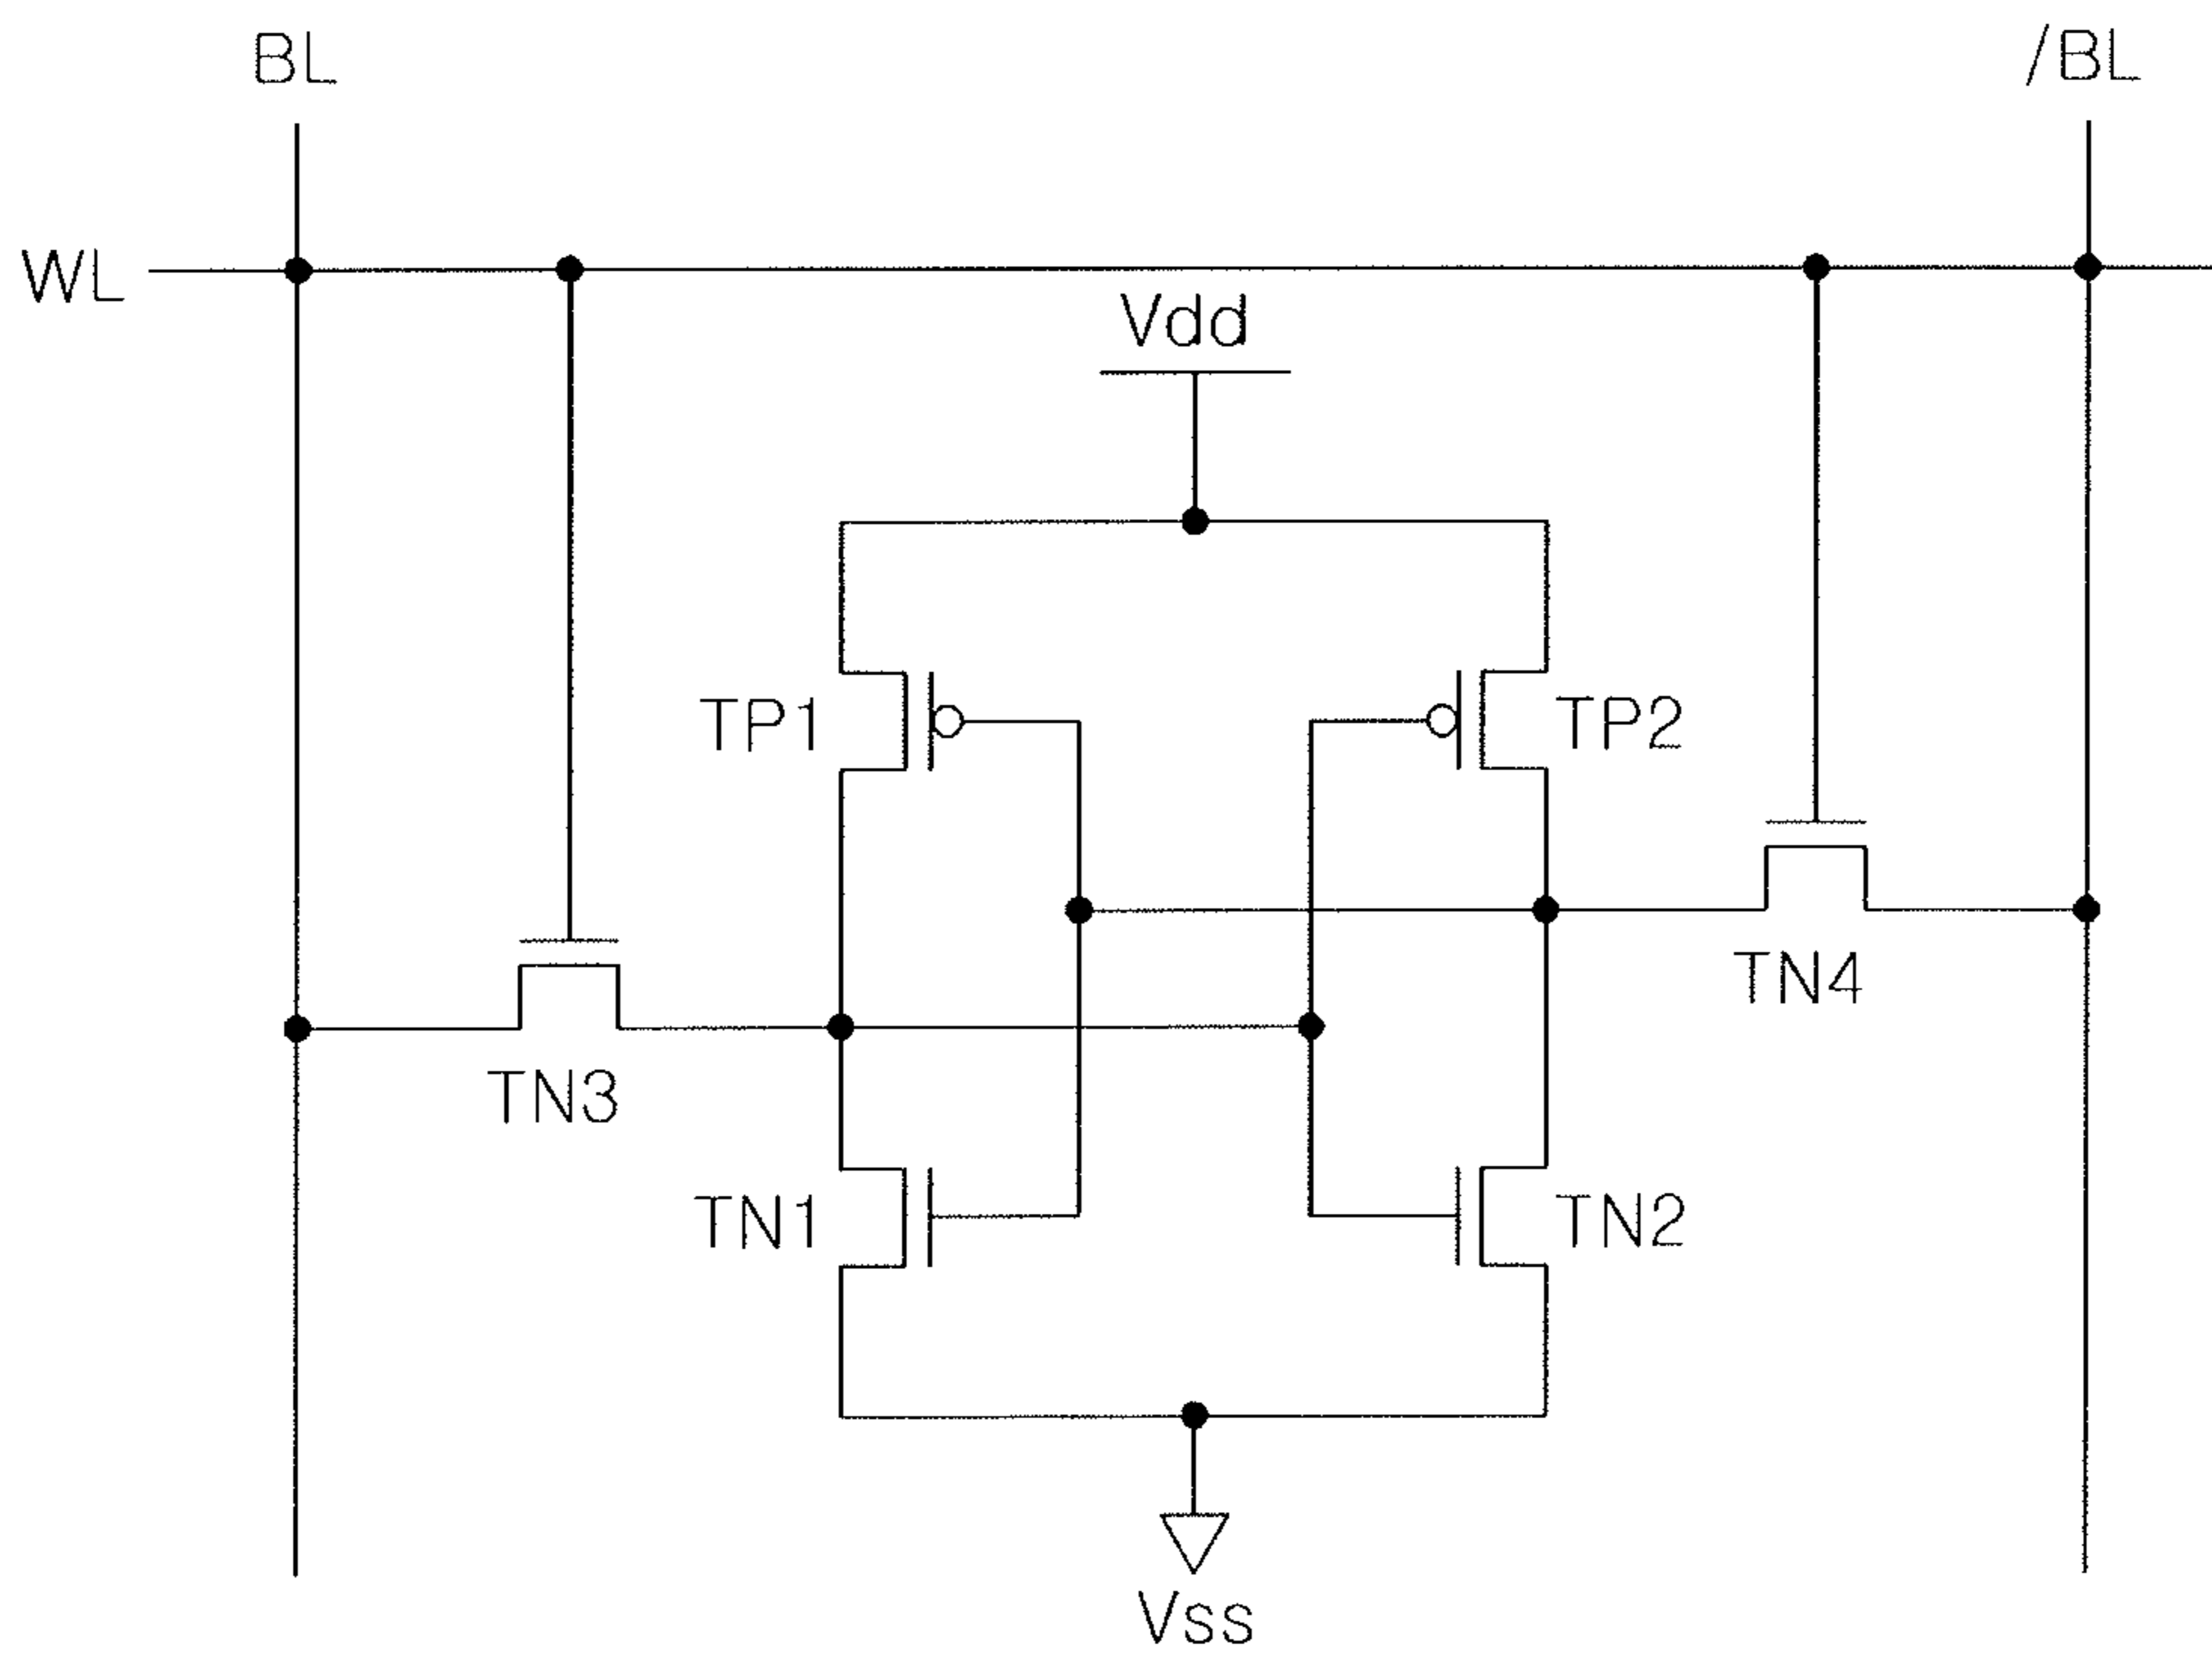 BL
/BL
WL
Vdd
TP1
TP2
TN4
TN3
TN1
TN2
Vss